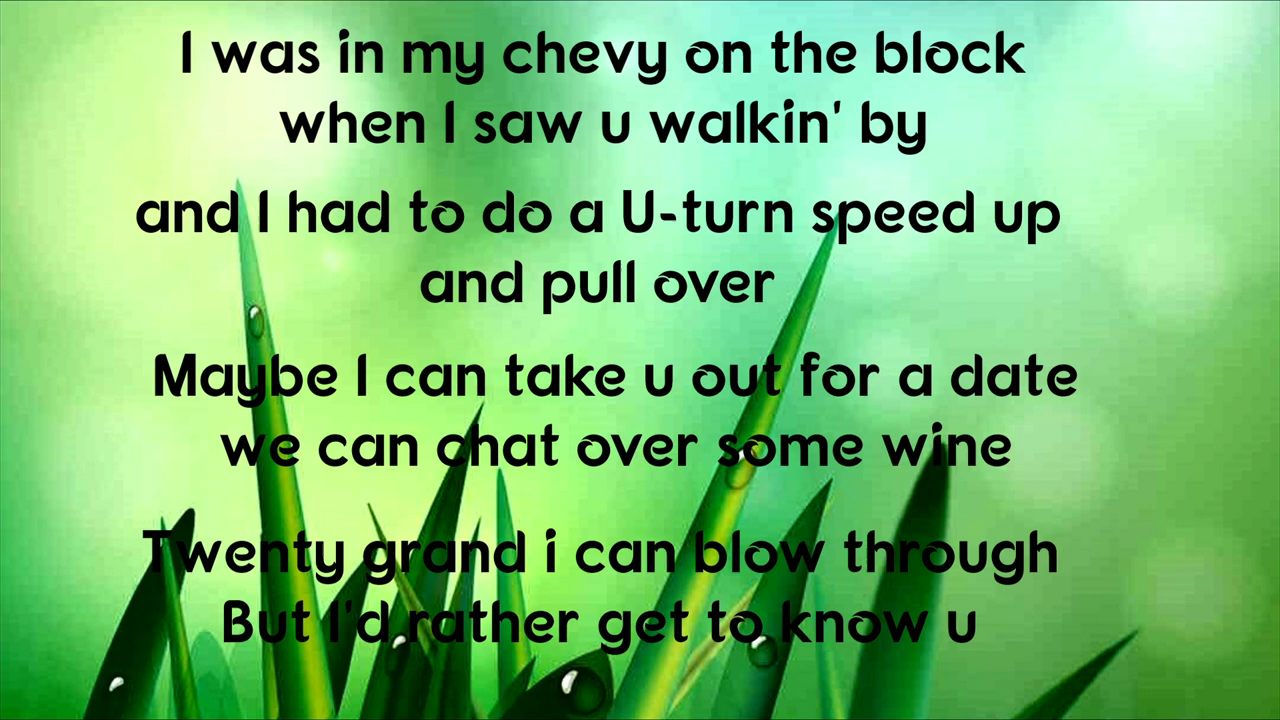 I was in my chevy on the block
when I saw u walkin' by
and I had to do a U-turn speed up
and pull over
Maybe I can take u out for a date
we can chat over some wine
Twenty grand i can blow through
But I'd rather get to know u